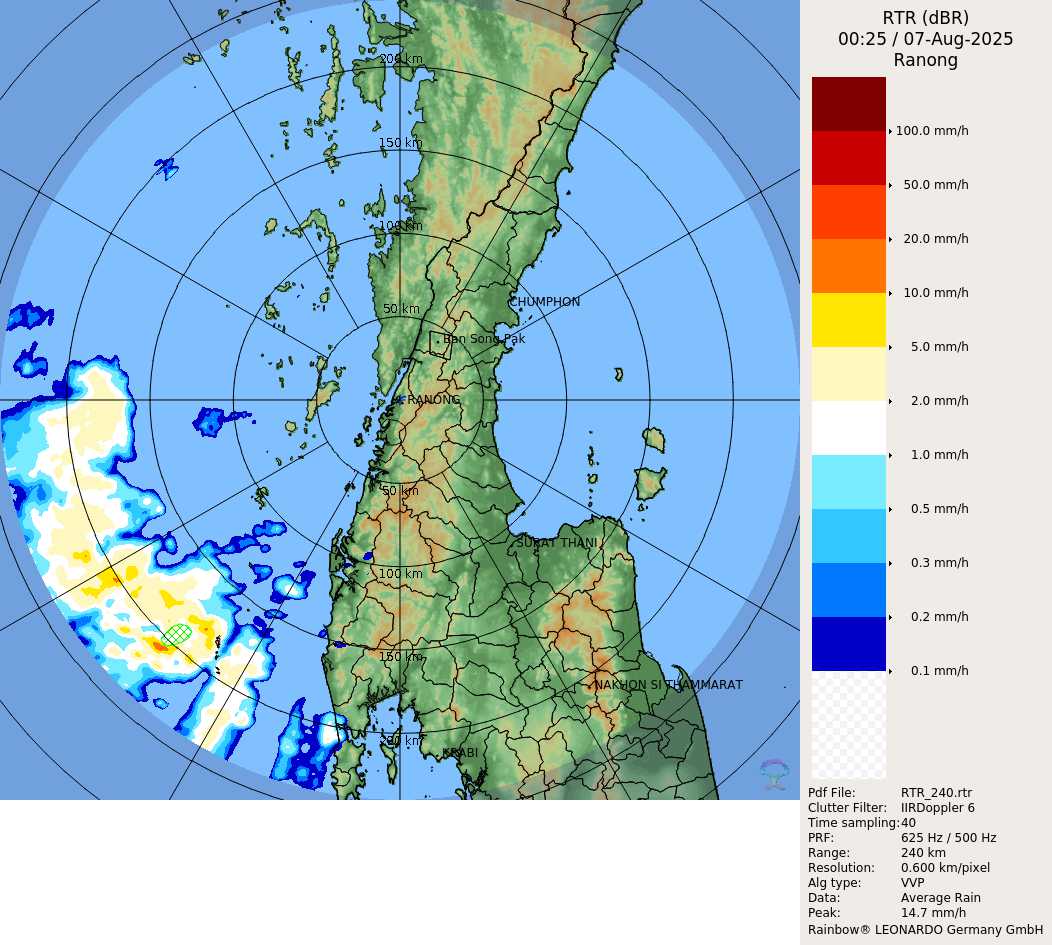 RTR (dBR)
00:25 / 07-Aug-2025
Ranong
100.0 mm/h
50.0 mm/h
20.0 mm/h
10.0 mm/h
5.0 mm/h
2.0 mm/h
1.0 mm/h
0.5 mm/h
0.3 mm/h
0.2 mm/h
0.1 mm/h
200 km
150 km
100 km
50 km
CHUMPHON
Ban Song Pak
RANONG
50 km
SURAT THANI
100 km
150 km
NAKHON SI THAMMARAT
200 km
KRABI
Pdf File: RTR_240.rtr
Clutter Filter: IIRDoppler 6
Time sampling: 40
PRF: 625 Hz / 500 Hz
Range: 240 km
Resolution: 0.600 km/pixel
Alg type: VVP
Data: Average Rain
Peak: 14.7 mm/h
Rainbow® LEONARDO Germany GmbH